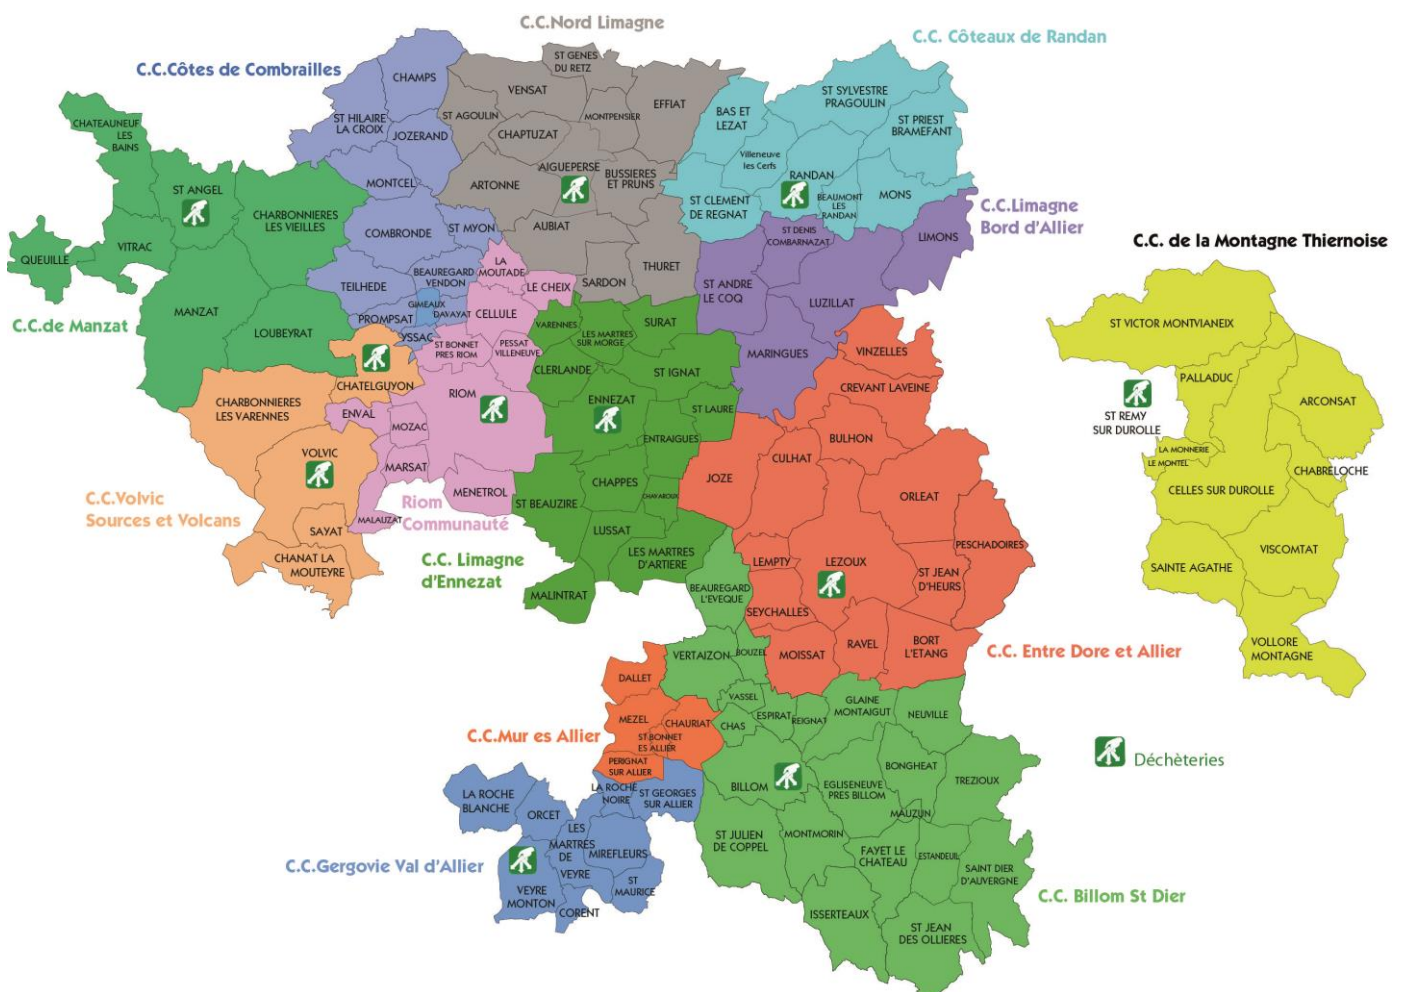 C.C.Nord Limagne
C.C. Côteaux de Randan
C.C.Côtes de Combrailles
CHAMPS
ST GENES
DU RETZ
VENSAT
EFFIAT
ST HILAIRE
LA CROIX
ST AGOULIN
MONTPENSIER
JOZERAND
CHAPTUZAT
BAS ET
LEZAT
ST SYLVESTRE
PRAGOULIN
ST PRIEST
BRAMEFANT
CHATEAUNEUF
LES
BAINS
Villeneuve
les Cerfs
AIGUEPERSE
BUSSIERES
ET PRUNS
RANDAN
MONTCEL
ARTONNE
ST ANGEL
MONS
BEAUMONT
LES
RANDAN
ST CLEMENT
DE REGNAT
CHARBONNIERES
LES VIEILLES
C.C.Limagne
Bord d'Allier
COMBRONDE
ST MYON
AUBIAT
ST DENIS
COMBARNAZAT
LIMONS
C.C. de la Montagne Thiernoise
VITRAC
QUEUILLE
LA
MOUTADE
THURET
BEAUREGARD
VENDON
TEILHEDE
LE CHEIX
SARDON
ST ANDRE
LE COQ
LUZILLAT
GIMEAUX
DAVAYAT
CELLULE
MANZAT
PROMPSAT
C.C.de Manzat
LOUBEYRAT
YSSAC
VARENNES
LES MARTRES
SUR MORGE
SURAT
ST VICTOR MONTVIANEIX
ST BONNET
PRES RIOM
PESSAT
VILLENEUVE
MARINGUES
VINZELLES
CLERLANDE
ST IGNAT
PALLADUC
CHATELGUYON
CREVANT LAVEINE
CHARBONNIERES
LES VARENNES
RIOM
ENNEZAT
ARCONSAT
ENVAL
ST LAURE
ST REMY
SUR DUROLLE
MOZAC
BULHON
ENTRAIGUES
VOLVIC
CULHAT
LA MONNERIE
LE MONTEL
MARSAT
CHABRELOCHE
JOZE
CHAPPES
CELLES SUR DUROLLE
C.C.Volvic
Sources et Volcans
MENETROL
CHAVAROUX
ORLEAT
Riom
Communauté
ST BEAUZIRE
MALAUZAT
SAYAT
LUSSAT
PESCHADOIRES
VISCOMTAT
CHANAT LA
MOUTEYRE
C.C. Limagne
d'Ennezat
LES MARTRES
D'ARTIERE
LEMPTY
LEZOUX
ST JEAN
D'HEURS
SAINTE AGATHE
MALINTRAT
BEAUREGARD
L'EVEQUE
SEYCHALLES
VOLLORE
MONTAGNE
VERTAIZON
BOUZEL
MOISSAT
RAVEL
BORT
L'ETANG
C.C. Entre Dore et Allier
DALLET
VASSEL
GLAINE
MONTAIGUT
NEUVILLE
MEZEL
CHAURIAT
CHAS
ESPIRAT
REIGNAT
C.C.Mur es Allier
ST BONNET
ES ALLIER
PERIGNAT
SUR ALLIER
BONGHEAT
Déchèteries
LA ROCHE
BLANCHE
LA ROCHE
NOIRE
ST GEORGES
SUR ALLIER
BILLOM
EGLISENEUVE
PRES BILLOM
TREZIOUX
ORCET
MAUZUN
LES
MARTRES
DE
VEYRE
ST JULIEN
DE COPPEL
MONTMORIN
C.C.Gergovie Val d'Allier
MIREFLEURS
FAYET LE
CHATEAU
ESTANDEUIL
SAINT DIER
D'AUVERGNE
VEYRE
MONTON
ST
MAURICE
CORENT
C.C. Billom St Dier
ISSERTEAUX
ST JEAN
DES OLLIERES